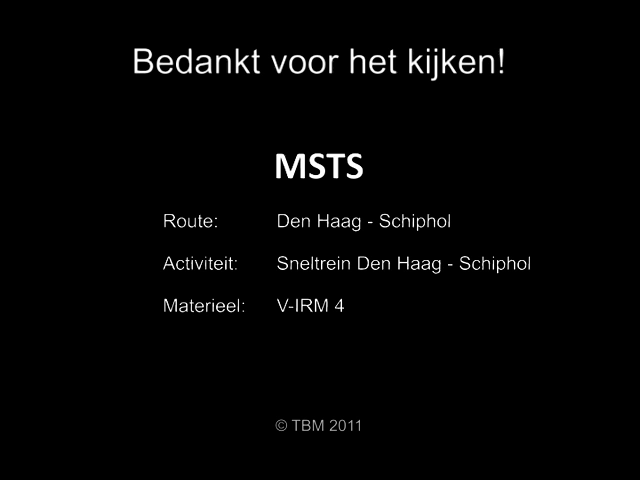 Bedankt voor het kijken!
MSTS
Route: Den Haag - Schiphol
Activiteit: Sneltrein Den Haag - Schiphol
Materieel: V-IRM 4
© TBM 2011